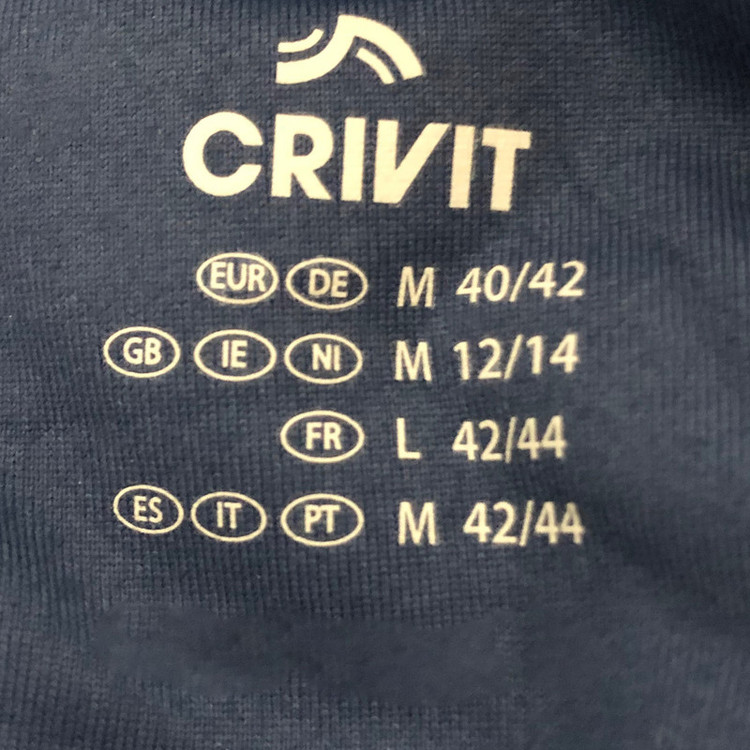 CRIVIT
EUR DE M 40/42
GB IE NI M 12/14
FR L 42/44
ES IT PT M 42/44